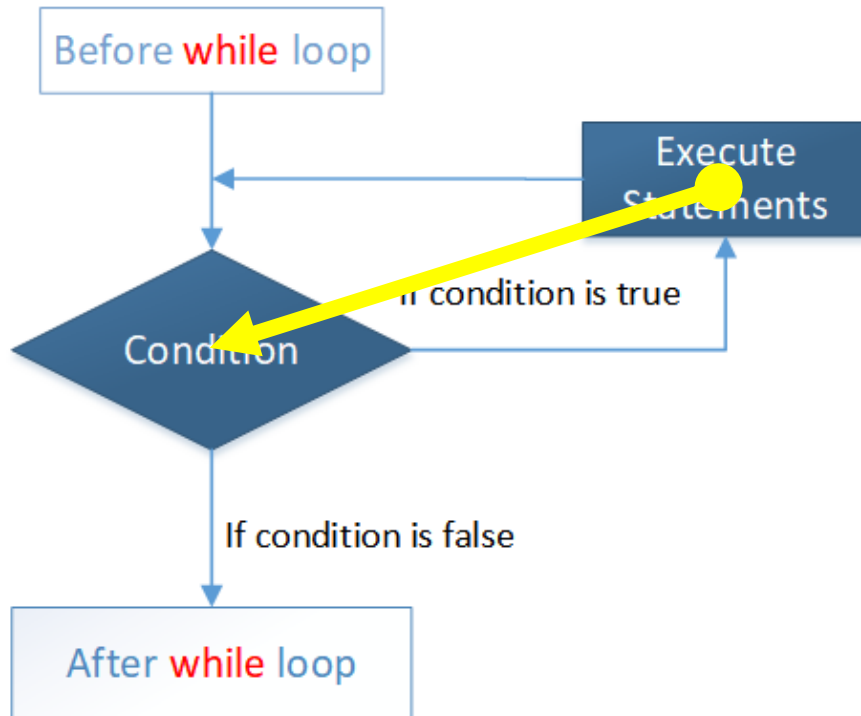 Before while loop
Execute
Statements
If condition is true
Condition
If condition is false
After while loop